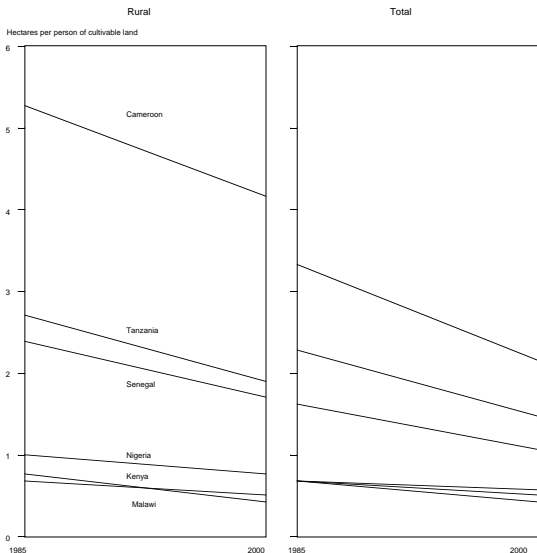 Rural
Total
Hectares per person of cultivable land
6
5
4
3
2
1
0
Cameroon
Tanzania
Senegal
Nigeria
Kenya
Malawi
1985
2000
1985
2000